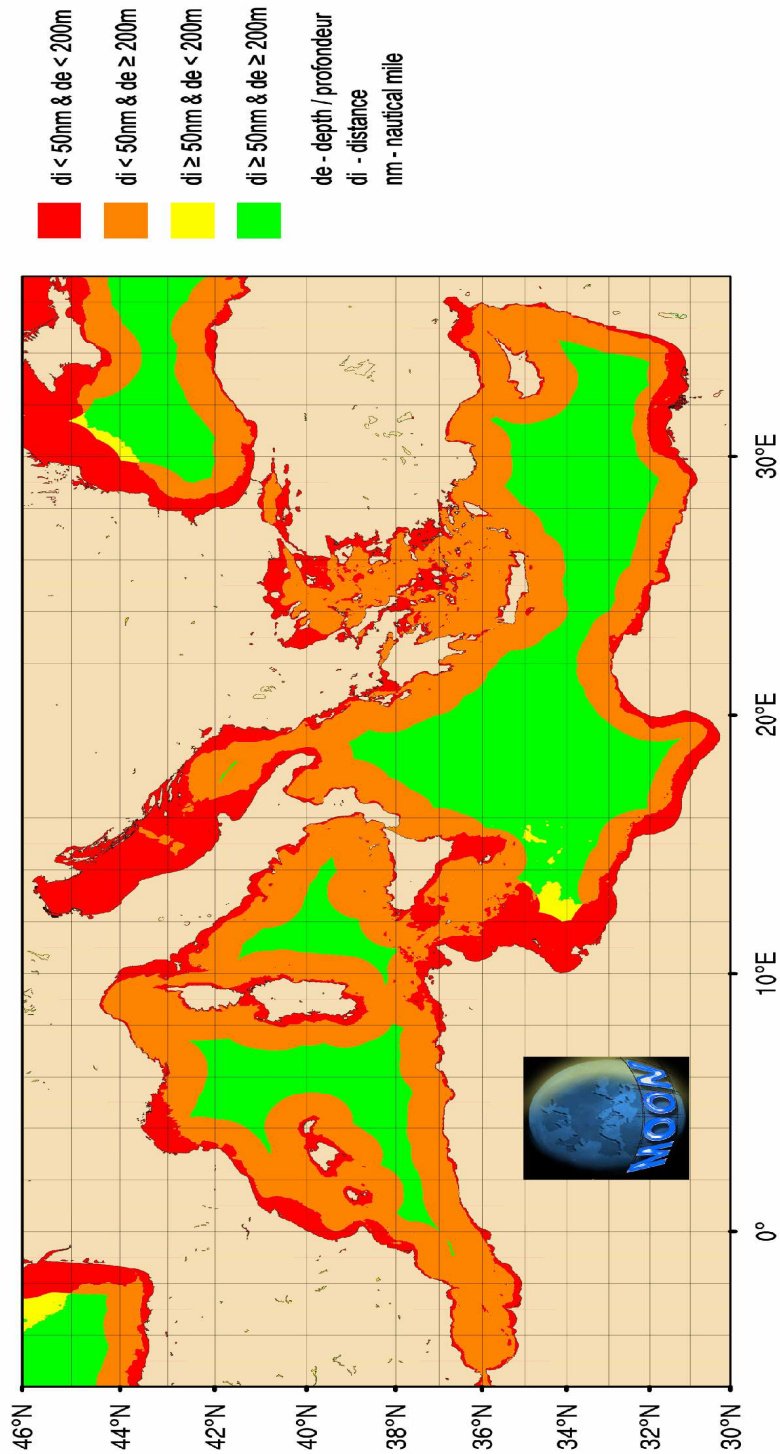 di < 50nm & de < 200m
di < 50nm & de ≥ 200m
di ≥ 50nm & de < 200m
di ≥ 50nm & de ≥ 200m
de - depth / profondeur
di - distance
nm - nautical mile
46°N
44°N
42°N
40°N
38°N
36°N
34°N
32°N
30°N
0°
10°E
20°E
30°E
MOON